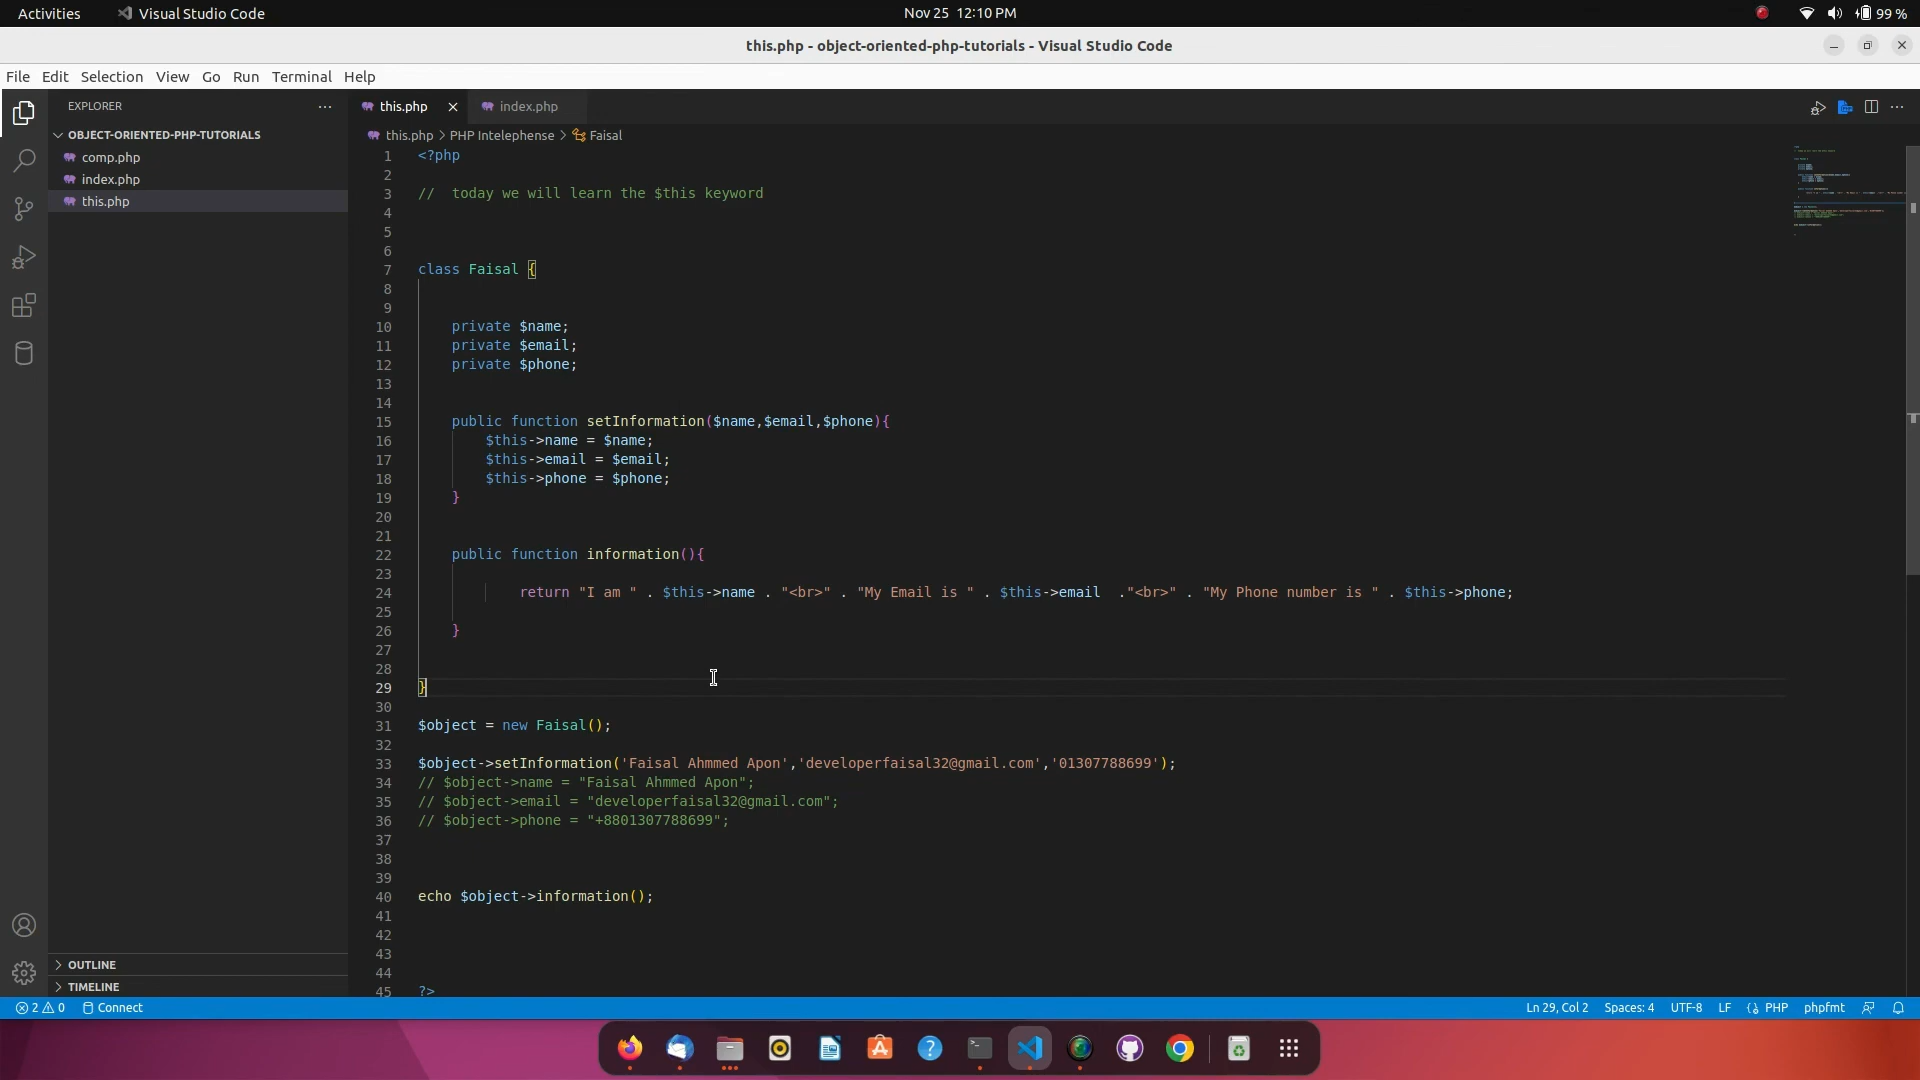 Activities Visual Studio Code Nov 25 12:10 PM 99 %
this.php - object-oriented-php-tutorials - Visual Studio Code
File Edit Selection View Go Run Terminal Help
EXPLORER
OBJECT-ORIENTED-PHP-TUTORIALS
comp.php
index.php
this.php
OUTLINE
TIMELINE
this.php index.php
this.php > PHP Intelephense > Faisal
1 <?php
2
3 //  today we will learn the $this keyword
4
5
6
7 class Faisal {
8
9
10     private $name;
11     private $email;
12     private $phone;
13
14
15     public function setInformation($name,$email,$phone){
16         $this->name = $name;
17         $this->email = $email;
18         $this->phone = $phone;
19     }
20
21
22     public function information(){
23
24             return "I am " . $this->name . "<br>" . "My Email is " . $this->email  ."<br>" . "My Phone number is " . $this->phone;
25
26     }
27
28
29 }
30
31 $object = new Faisal();
32
33 $object->setInformation('Faisal Ahmmed Apon','developerfaisal32@gmail.com','01307788699');
34 // $object->name = "Faisal Ahmmed Apon";
35 // $object->email = "developerfaisal32@gmail.com";
36 // $object->phone = "+8801307788699";
37
38
39
40 echo $object->information();
41
42
43
44
45 ?>
2 0 Connect Ln 29, Col 2 Spaces: 4 UTF-8 LF PHP phpfmt